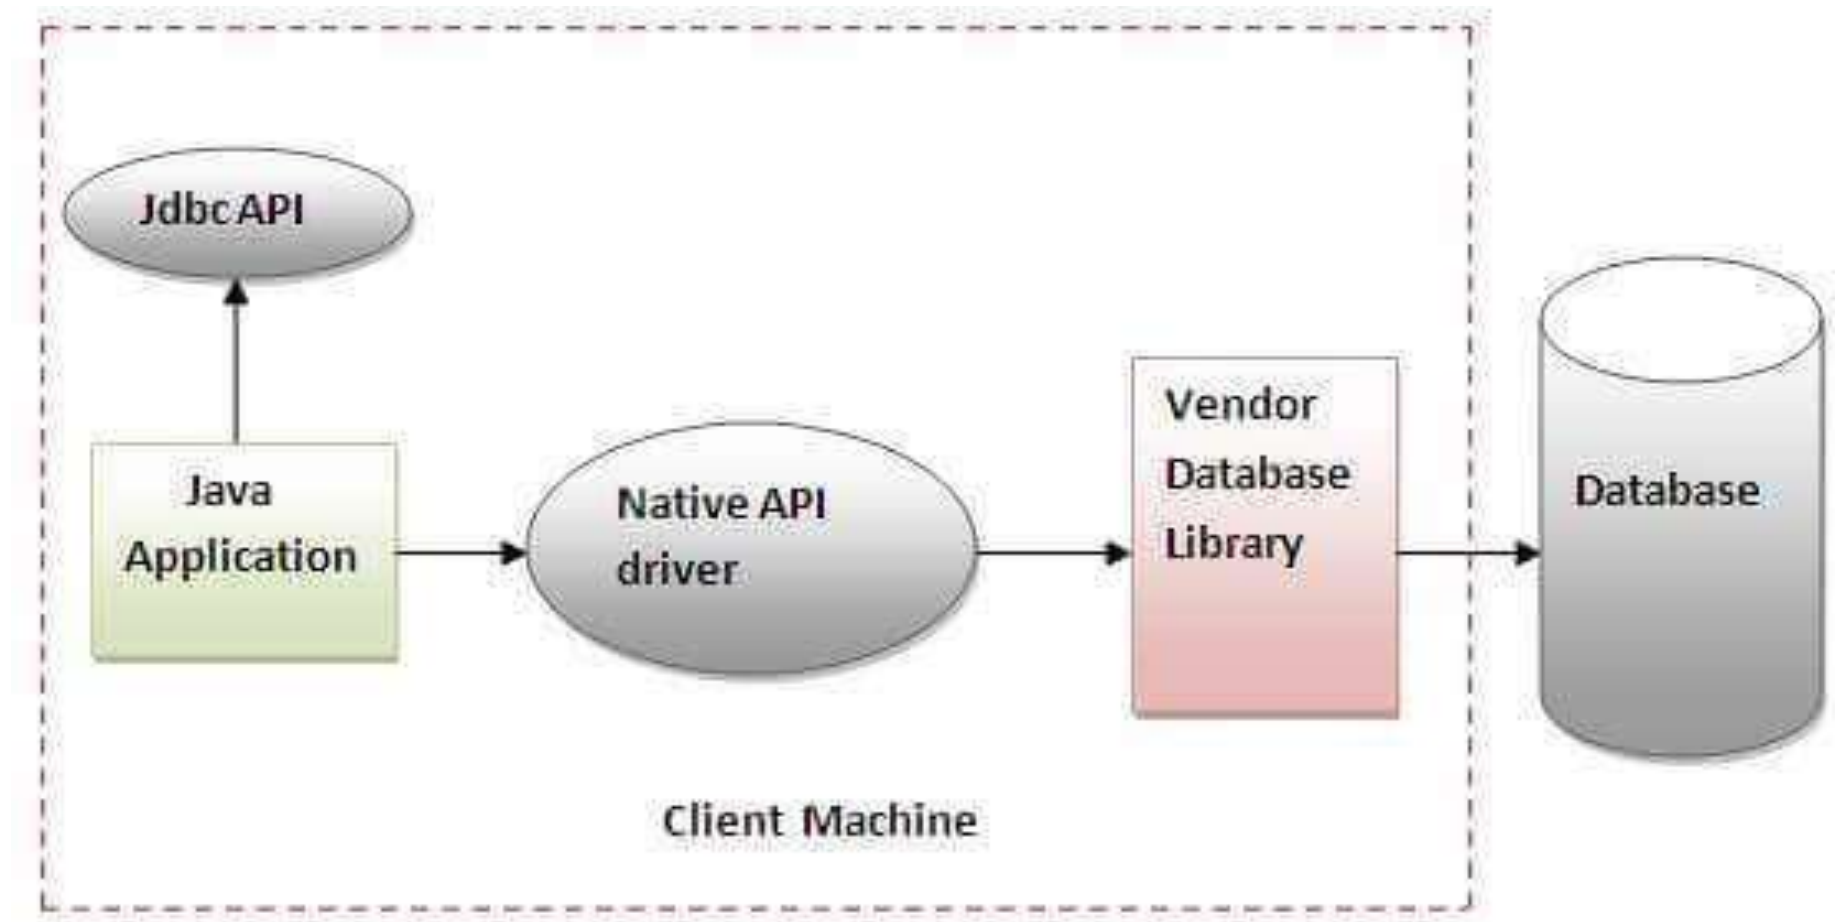 Jdbc API
Java
Application
Native API
driver
Vendor
Database
Library
Database
Client Machine